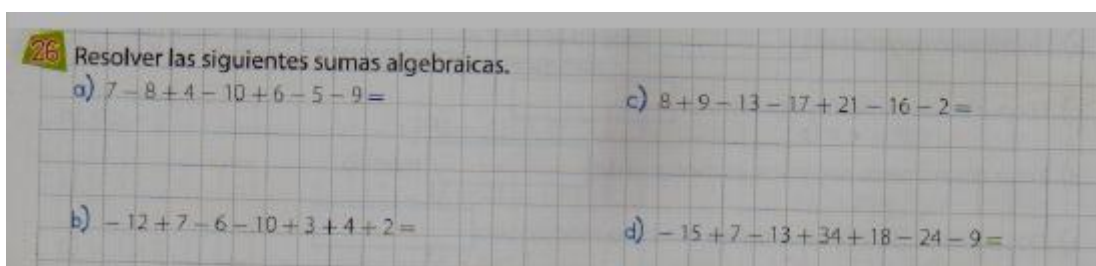 26 Resolver las siguientes sumas algebraicas.
a) 7 – 8 + 4 – 10 + 6 – 5 – 9 =
c) 8 + 9 – 13 – 17 + 21 – 16 – 2 =
b) – 12 + 7 – 6 – 10 + 3 + 4 + 2 =
d) – 15 + 7 – 13 + 34 + 18 – 24 – 9 =